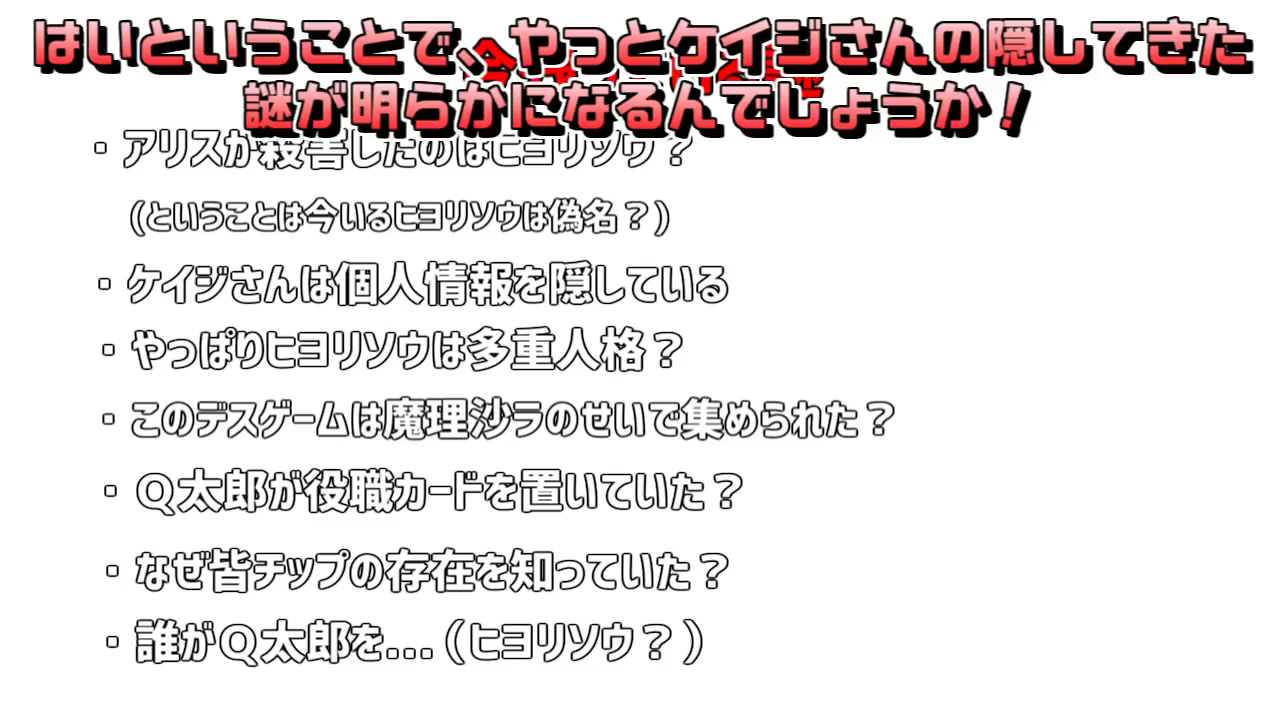 はいということで、やっとケイジさんの隠してきた
謎が明らかになるんでしょうか！
・アリスが殺害したのはヒヨリソウ？
(ということは今いるヒヨリソウは偽名？)
・ケイジさんは個人情報を隠している
・やっぱりヒヨリソウは多重人格？
・このデスゲームは魔理沙ラのせいで集められた？
・Ｑ太郎が役職カードを置いていた？
・なぜ皆チップの存在を知っていた？
・誰がＱ太郎を...（ヒヨリソウ？）